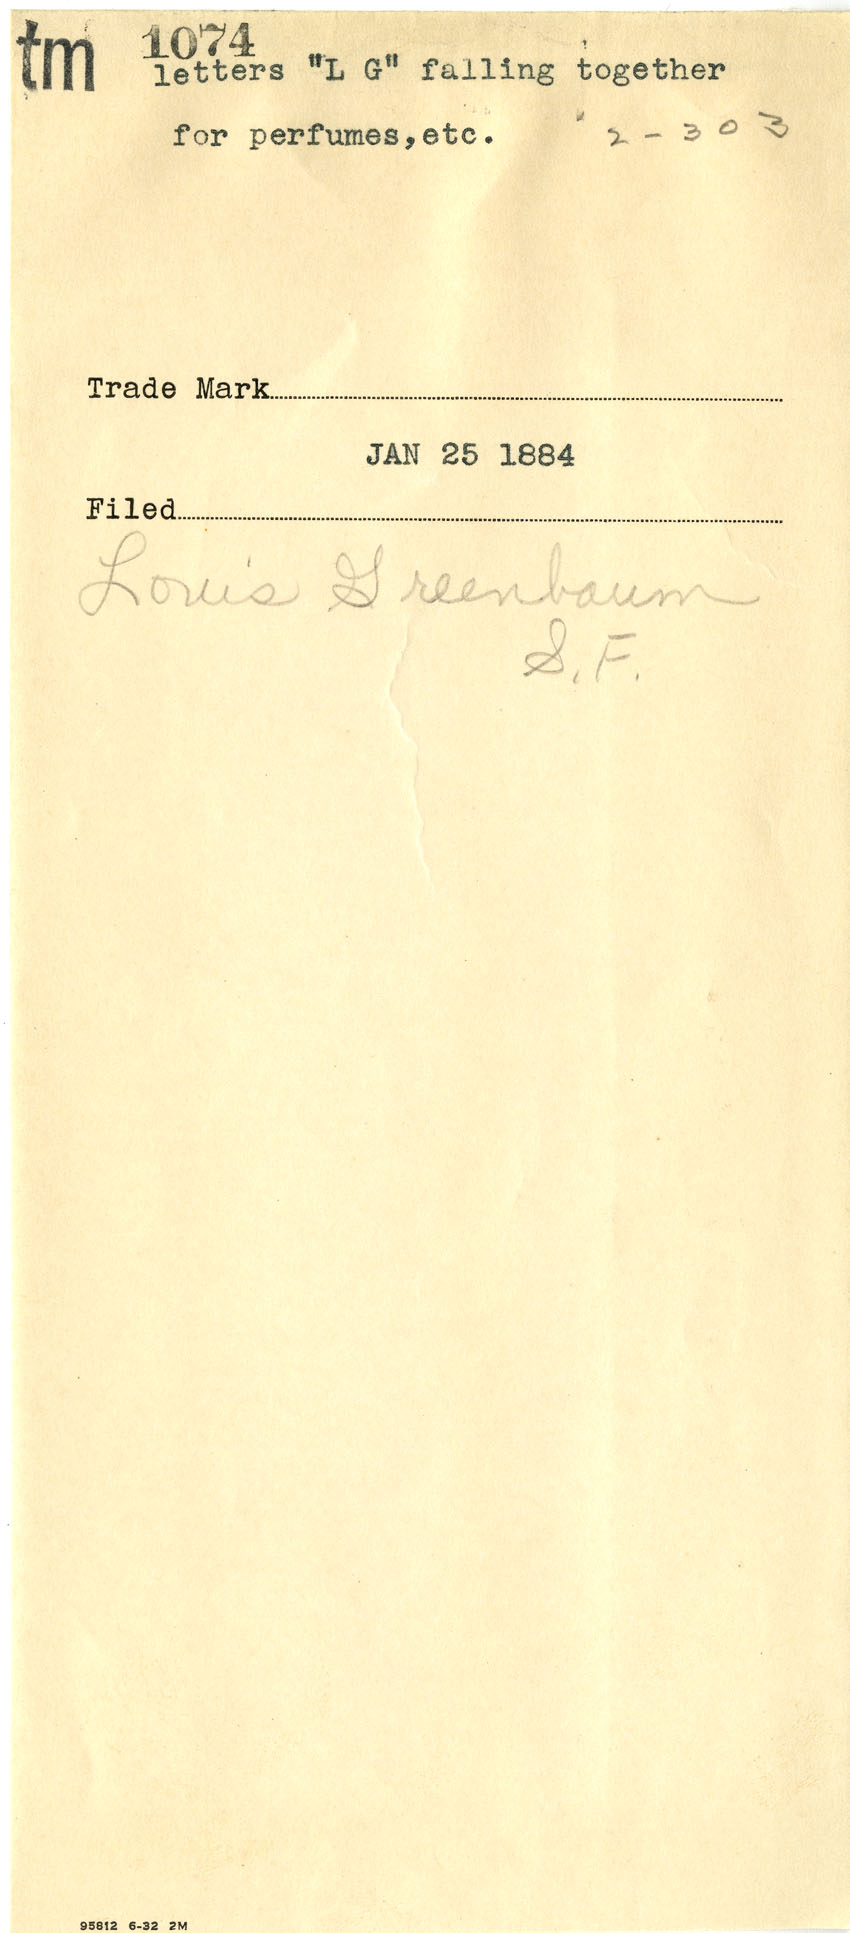 tm 1074
letters "L G" falling together
for perfumes,etc. 2-303
Trade Mark
JAN 25 1884
Filed
Louis Greenbaum
S.F.
95812 6-32 2M